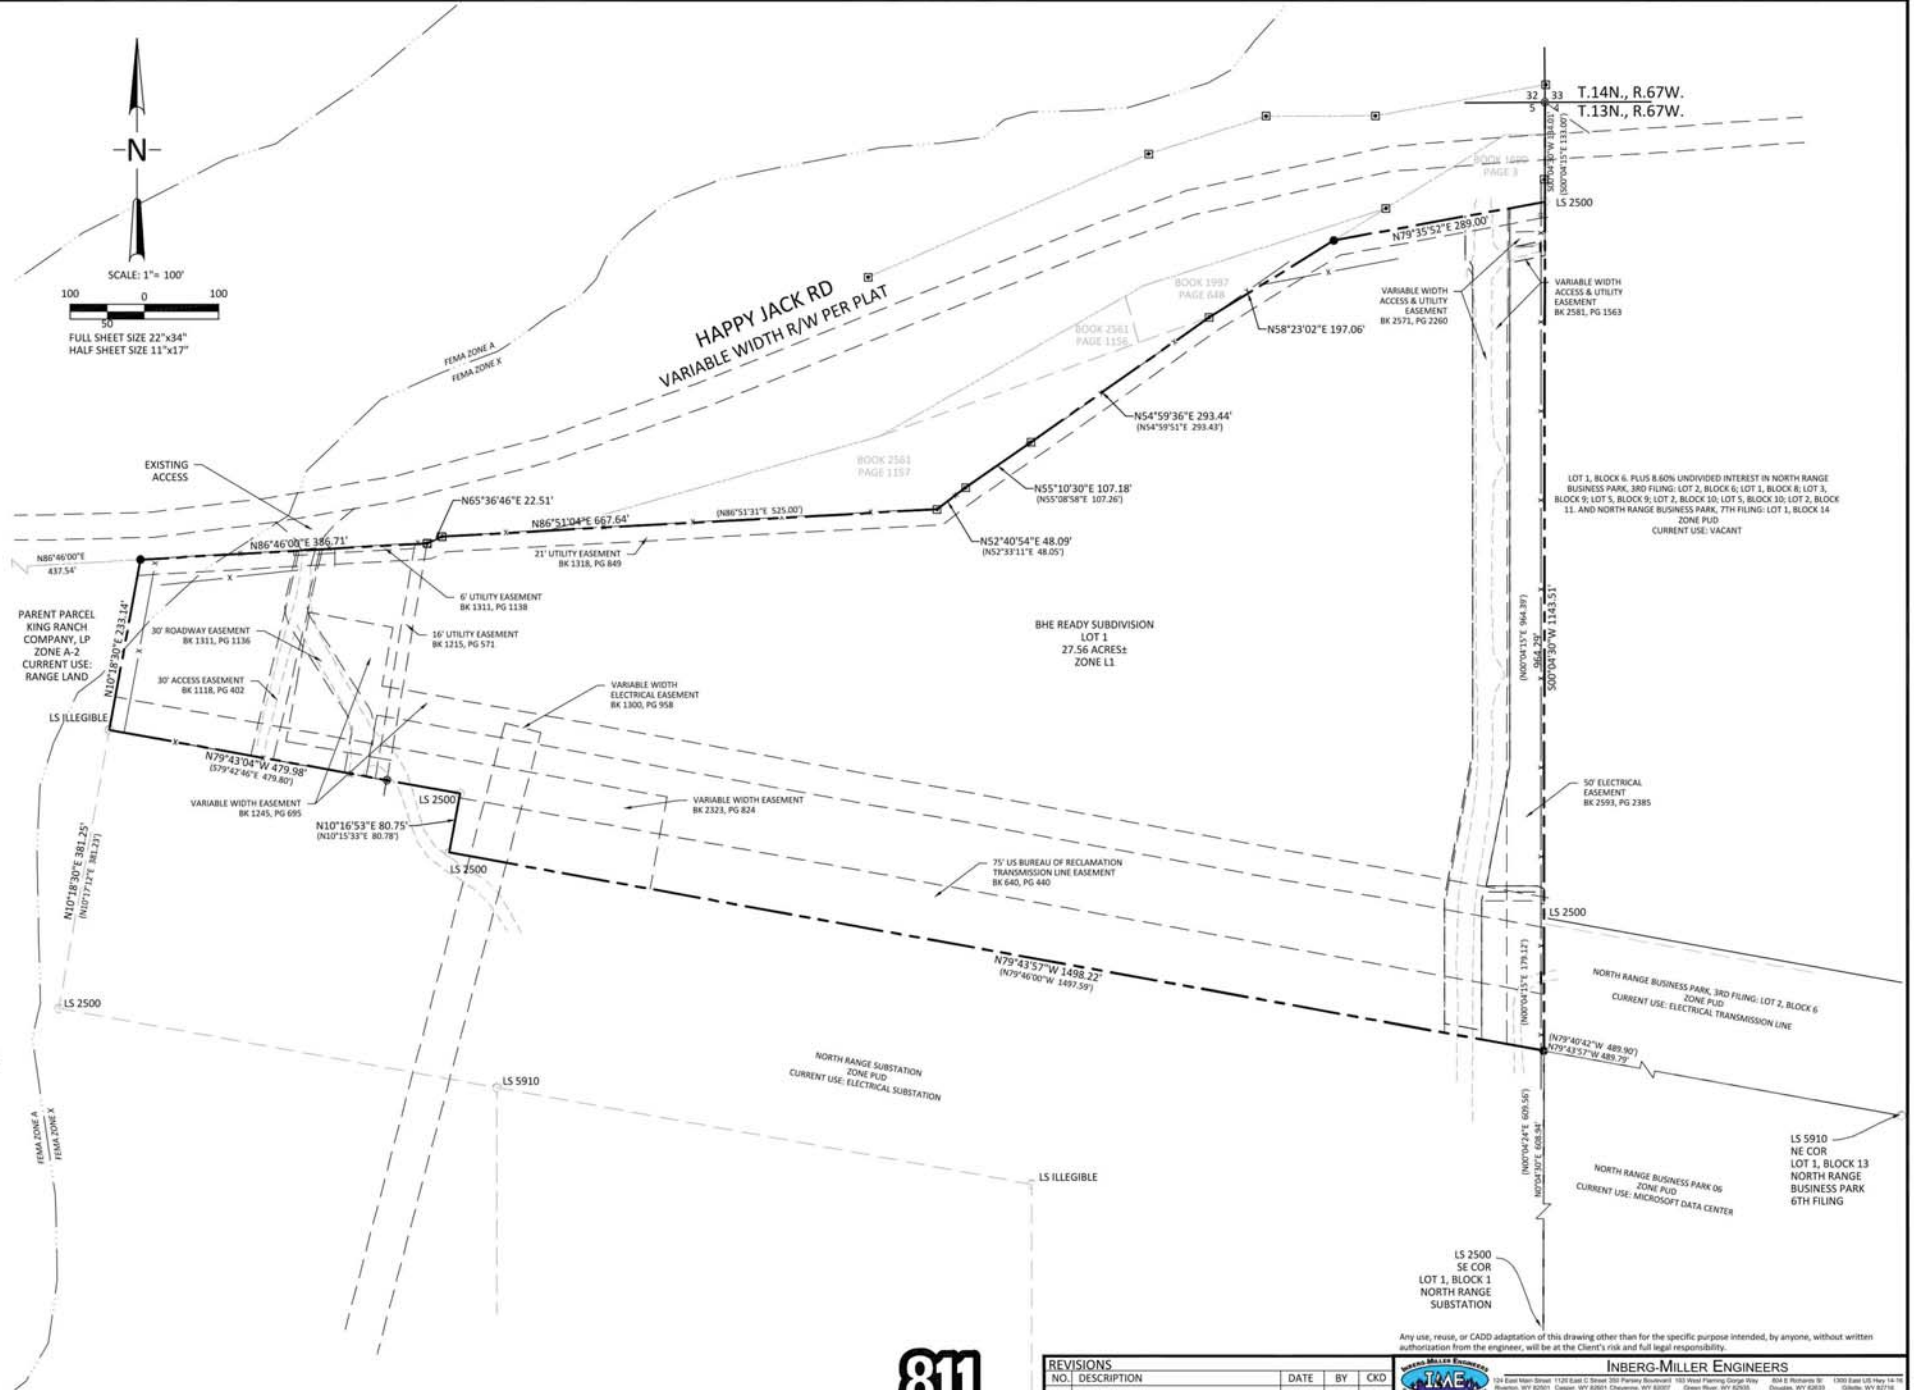 N
SCALE: 1"= 100'
100 0 100
50
FULL SHEET SIZE 22"x34"
HALF SHEET SIZE 11"x17"
32 33
5 4
T.14N., R.67W.
T.13N., R.67W.
(S00°04'15"E 133.00')
BOOK 1690
PAGE 3
LS 2500
N79°35'52"E 289.00'
HAPPY JACK RD
VARIABLE WIDTH R/W PER PLAT
BOOK 1997
PAGE 648
BOOK 2561
PAGE 1156
N58°23'02"E 197.06'
VARIABLE WIDTH
ACCESS & UTILITY
EASEMENT
BK 2571, PG 2260
VARIABLE WIDTH
ACCESS & UTILITY
EASEMENT
BK 2581, PG 1563
FEMA ZONE A
FEMA ZONE X
N54°59'36"E 293.44'
(N54°59'51"E 293.43')
BOOK 2561
PAGE 1157
EXISTING
ACCESS
N65°36'46"E 22.51'
N55°10'30"E 107.18'
(N55°08'58"E 107.26')
LOT 1, BLOCK 6. PLUS 8.60% UNDIVIDED INTEREST IN NORTH RANGE
BUSINESS PARK, 3RD FILING: LOT 2, BLOCK 6; LOT 1, BLOCK 8; LOT 3,
BLOCK 9; LOT 5, BLOCK 9; LOT 2, BLOCK 10; LOT 5, BLOCK 10; LOT 2, BLOCK
11. AND NORTH RANGE BUSINESS PARK, 7TH FILING: LOT 1, BLOCK 14
ZONE PUD
CURRENT USE: VACANT
N86°51'04"E 667.64'
(N86°51'31"E 525.00')
N86°46'00"E 386.71'
N86°46'00"E
437.54'
21' UTILITY EASEMENT
BK 1318, PG 849
N52°40'54"E 48.09'
(N52°33'11"E 48.05')
6' UTILITY EASEMENT
BK 1311, PG 1138
PARENT PARCEL
KING RANCH
COMPANY, LP
ZONE A-2
CURRENT USE:
RANGE LAND
N10°18'30"E 233.14'
30' ROADWAY EASEMENT
BK 1311, PG 1136
16' UTILITY EASEMENT
BK 1215, PG 571
BHE READY SUBDIVISION
LOT 1
27.56 ACRES±
ZONE L1
(N00°04'15"E 964.39')
964.29'
S00°04'30"W 1143.51'
30' ACCESS EASEMENT
BK 1118, PG 402
VARIABLE WIDTH
ELECTRICAL EASEMENT
BK 1300, PG 958
LS ILLEGIBLE
N79°43'04"W 479.98'
(S79°42'46"E 479.80')
VARIABLE WIDTH EASEMENT
BK 1245, PG 695
LS 2500
VARIABLE WIDTH EASEMENT
BK 2323, PG 824
N10°16'53"E 80.75'
(N10°15'33"E 80.78')
LS 2500
50' ELECTRICAL
EASEMENT
BK 2593, PG 2385
75' US BUREAU OF RECLAMATION
TRANSMISSION LINE EASEMENT
BK 640, PG 440
N10°18'30"E 381.25'
(N10°17'12"E 381.23')
LS 2500
N79°43'57"W 1498.22'
(N79°46'00"W 1497.59')
(N00°04'15"E 179.12')
NORTH RANGE BUSINESS PARK, 3RD FILING: LOT 2, BLOCK 6
ZONE PUD
CURRENT USE: ELECTRICAL TRANSMISSION LINE
LS 2500
(N79°40'42"W 489.90')
N79°43'57"W 489.79'
NORTH RANGE SUBSTATION
ZONE PUD
CURRENT USE: ELECTRICAL SUBSTATION
LS 5910
FEMA ZONE A
FEMA ZONE X
(N00°04'24"E 609.56')
N0°04'30"E 608.94'
LS ILLEGIBLE
NORTH RANGE BUSINESS PARK 06
ZONE PUD
CURRENT USE: MICROSOFT DATA CENTER
LS 5910
NE COR
LOT 1, BLOCK 13
NORTH RANGE
BUSINESS PARK
6TH FILING
LS 2500
SE COR
LOT 1, BLOCK 1
NORTH RANGE
SUBSTATION
Any use, reuse, or CADD adaptation of this drawing other than for the specific purpose intended, by anyone, without written
authorization from the engineer, will be at the Client's risk and full legal responsibility.
811
REVISIONS
NO. DESCRIPTION DATE BY CKD
INBERG-MILLER ENGINEERS
IME
INBERG-MILLER ENGINEERS